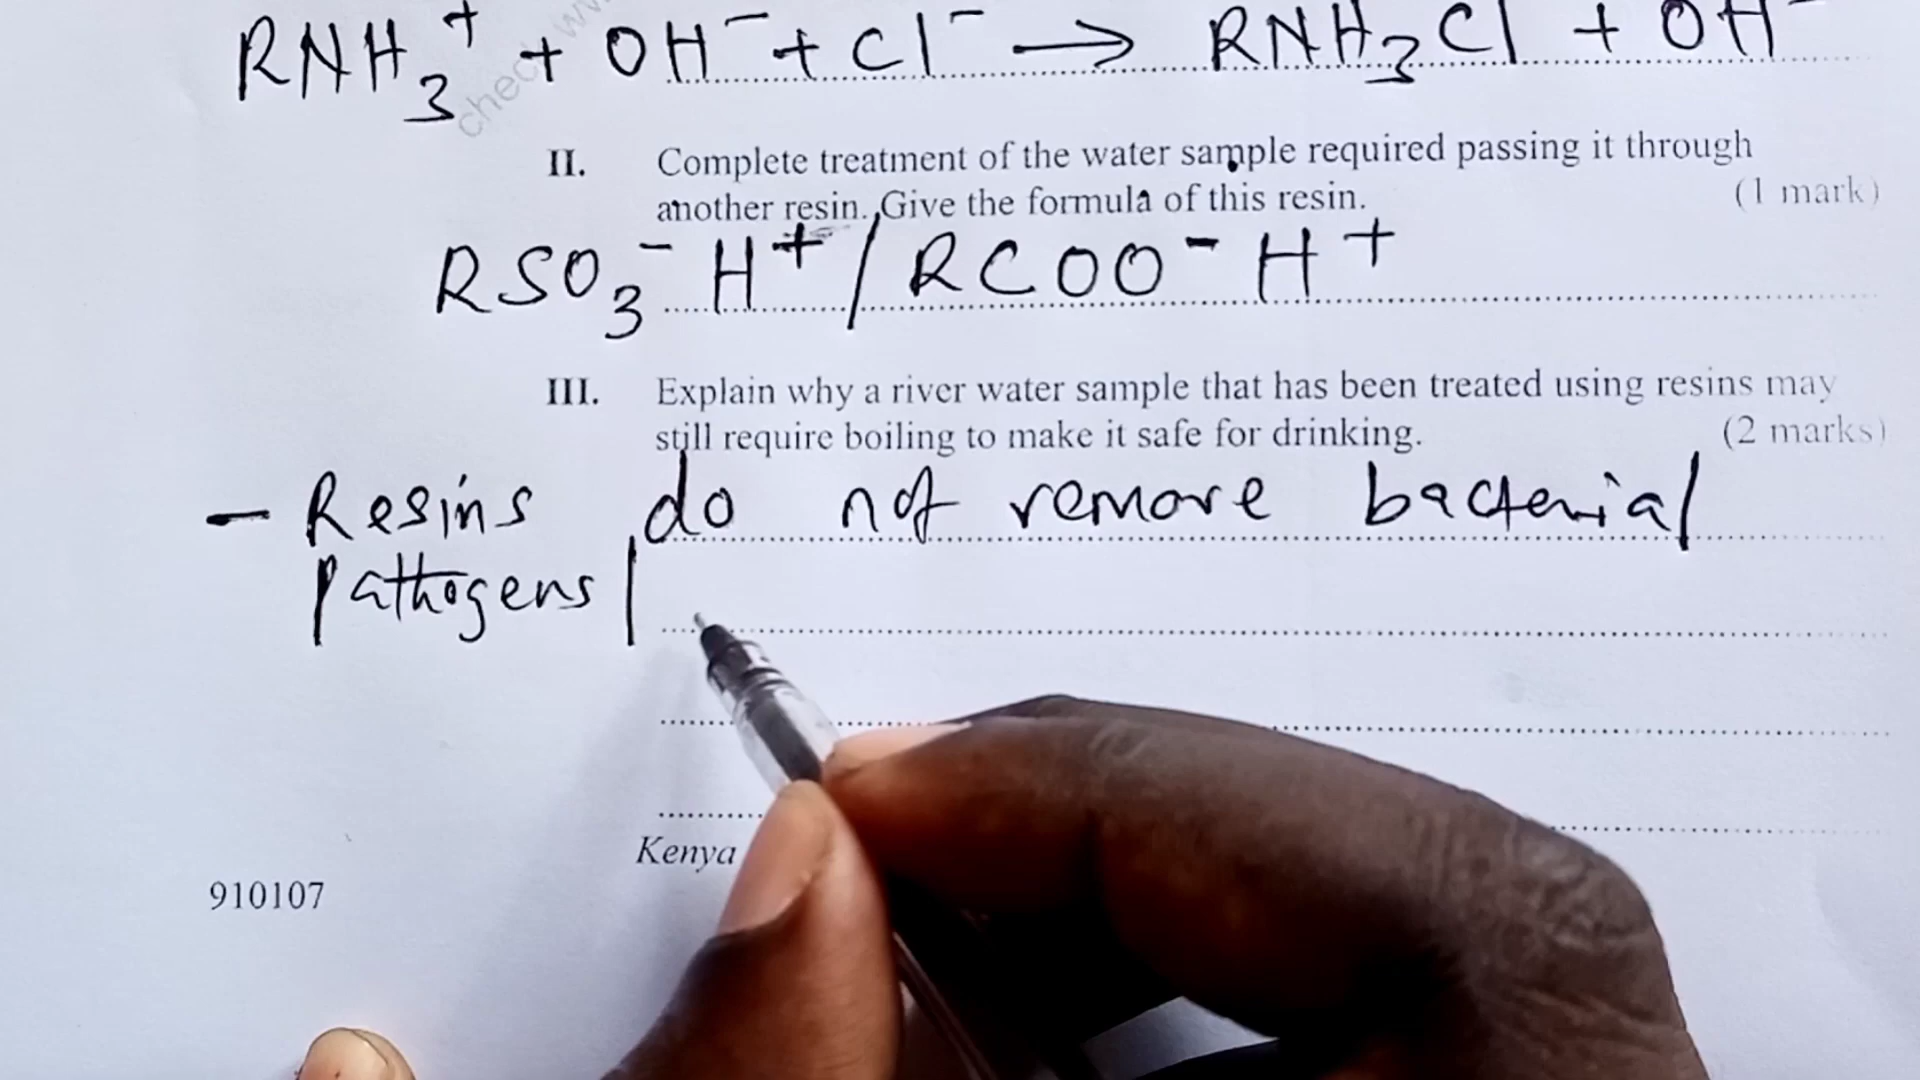 RNH₃⁺ + OH⁻ + Cl⁻ → RNH₃Cl + OH⁻
check
II. Complete treatment of the water sample required passing it through
another resin. Give the formula of this resin. (1 mark)
RSO₃⁻ H⁺ / RCOO⁻ H⁺
III. Explain why a river water sample that has been treated using resins may
still require boiling to make it safe for drinking. (2 marks)
- Resins do not remove bacteria/
pathogens/
Kenya
910107